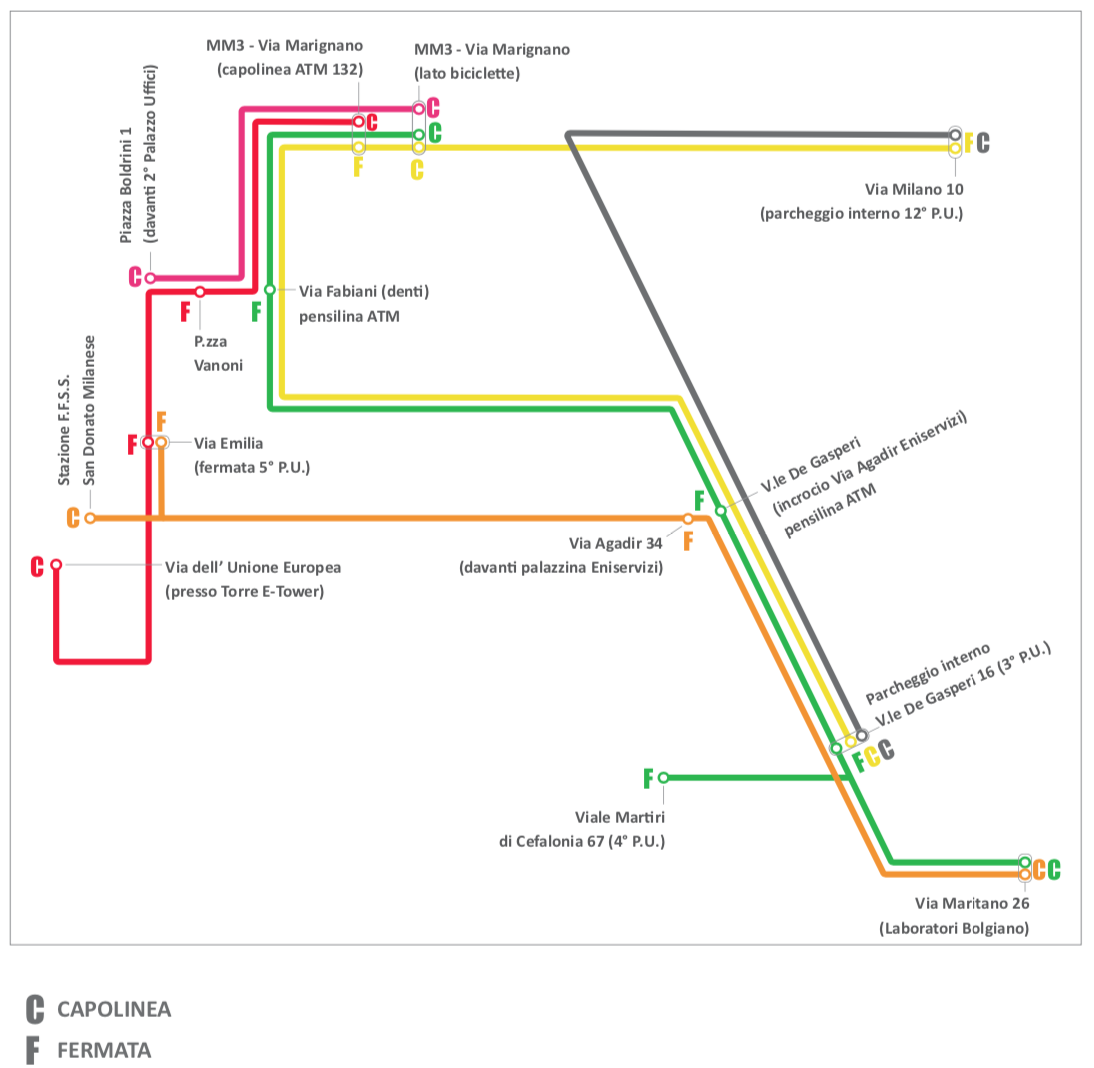 MM3 - Via Marignano
(capolinea ATM 132)
MM3 - Via Marignano
(lato biciclette)
Piazza Boldrini 1
(davanti 2° Palazzo Uffici)
C
C
C
F
C
F C
Via Milano 10
(parcheggio interno 12° P.U.)
C
F
F
Via Fabiani (denti)
pensilina ATM
P.zza
Vanoni
Stazione F.F.S.S.
San Donato Milanese
F
F
Via Emilia
(fermata 5° P.U.)
V.le De Gasperi
(incrocio Via Agadir Eniservizi)
pensilina ATM
F
C
F
Via Agadir 34
(davanti palazzina Eniservizi)
C
Via dell’ Unione Europea
(presso Torre E-Tower)
Parcheggio interno
V.le De Gasperi 16 (3° P.U.)
F C C
F
Viale Martiri
di Cefalonia 67 (4° P.U.)
C C
Via Maritano 26
(Laboratori Bolgiano)
C CAPOLINEA
F FERMATA